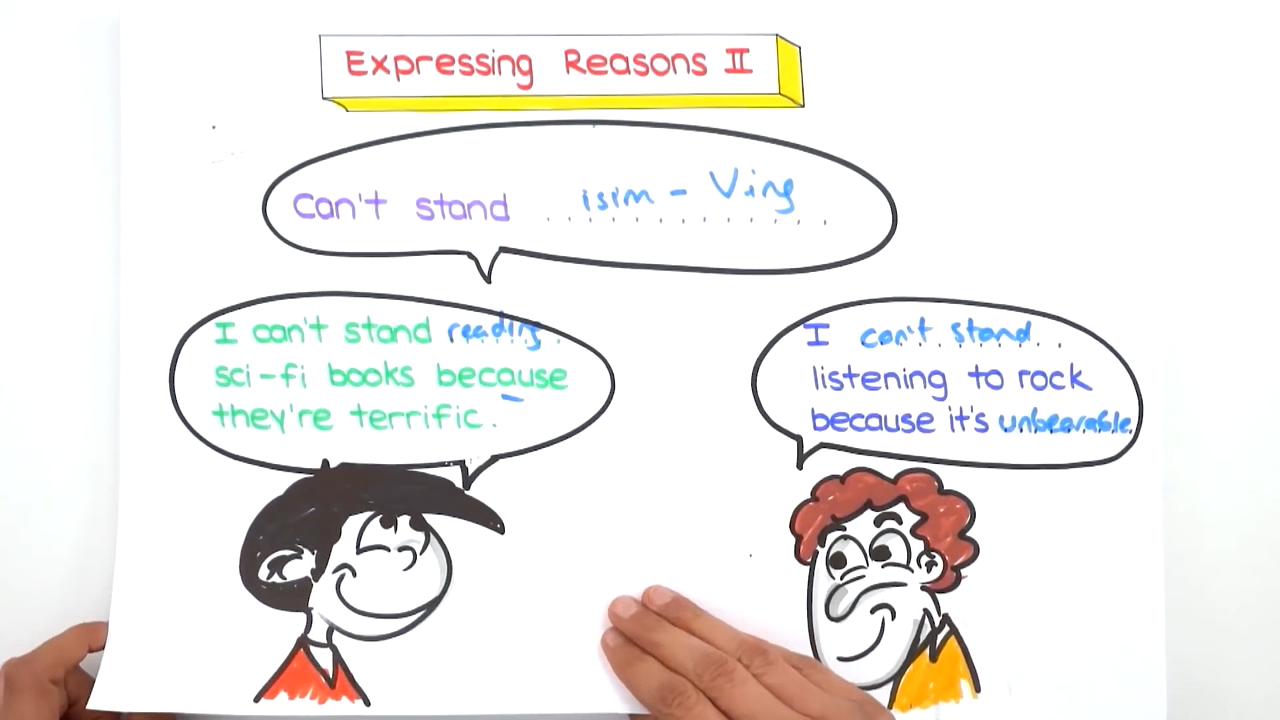 Expressing Reasons II
Can't stand isim - Ving
I can't stand reading.
sci-fi books because
they're terrific.
I can't stand
listening to rock
because it's unbearable.